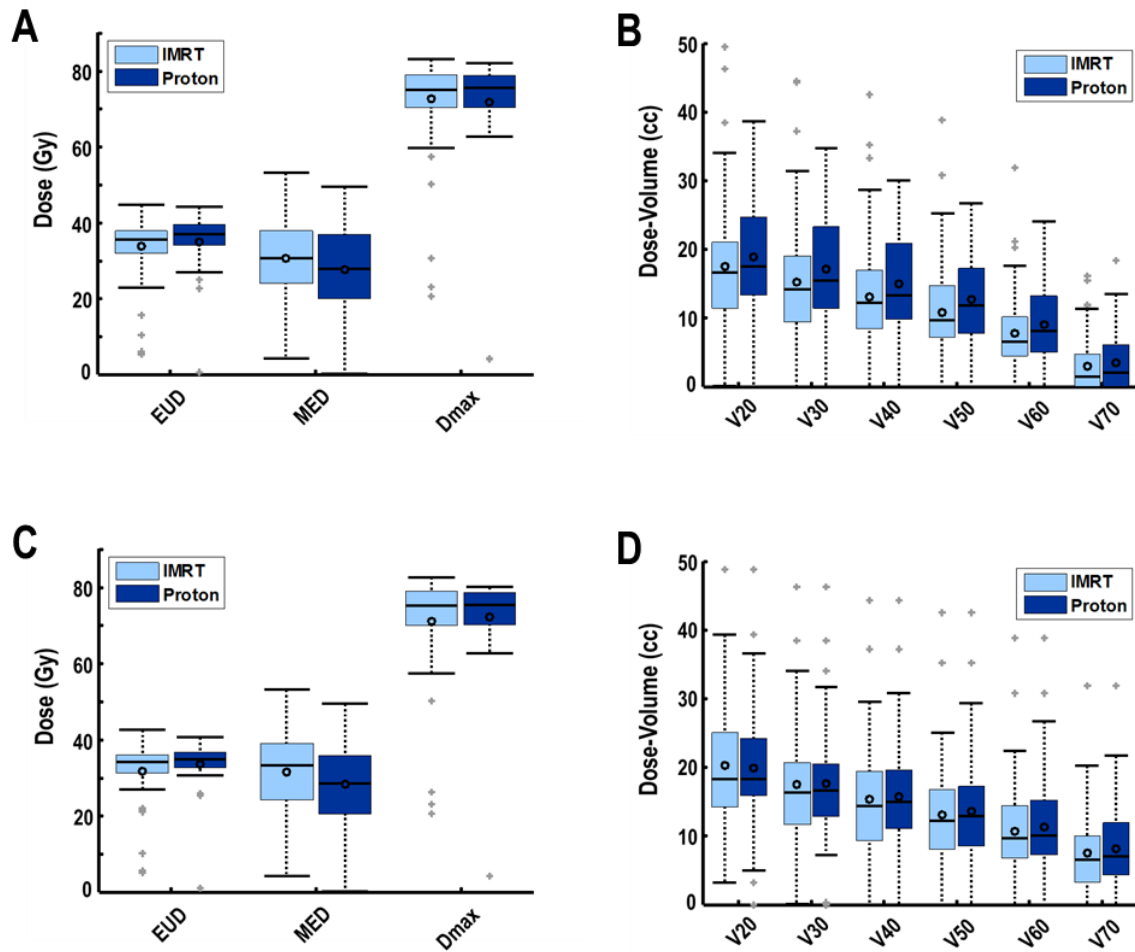 A
IMRT
Proton
Dose (Gy)
80
60
40
20
0
EUD
MED
Dmax
B
IMRT
Proton
Dose-Volume (cc)
50
40
30
20
10
0
V20
V30
V40
V50
V60
V70
C
IMRT
Proton
Dose (Gy)
80
60
40
20
0
EUD
MED
Dmax
D
IMRT
Proton
Dose-Volume (cc)
50
40
30
20
10
0
V20
V30
V40
V50
V60
V70